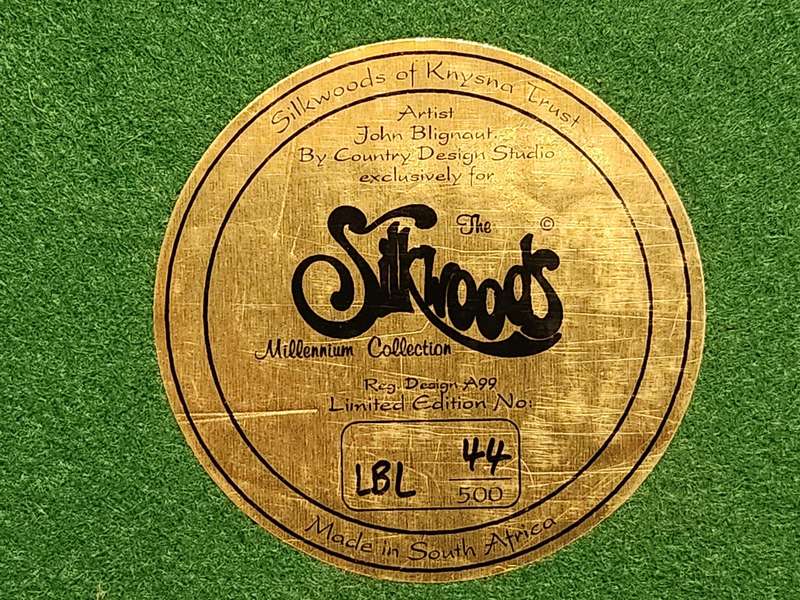 Silkwoods of Knysna Trust
Artist
John Blignaut.
By Country Design Studio
exclusively for
The ©
Silkwoods
Millennium Collection
Reg. Design A99
Limited Edition No:
LBL 44
500
Made in South Africa